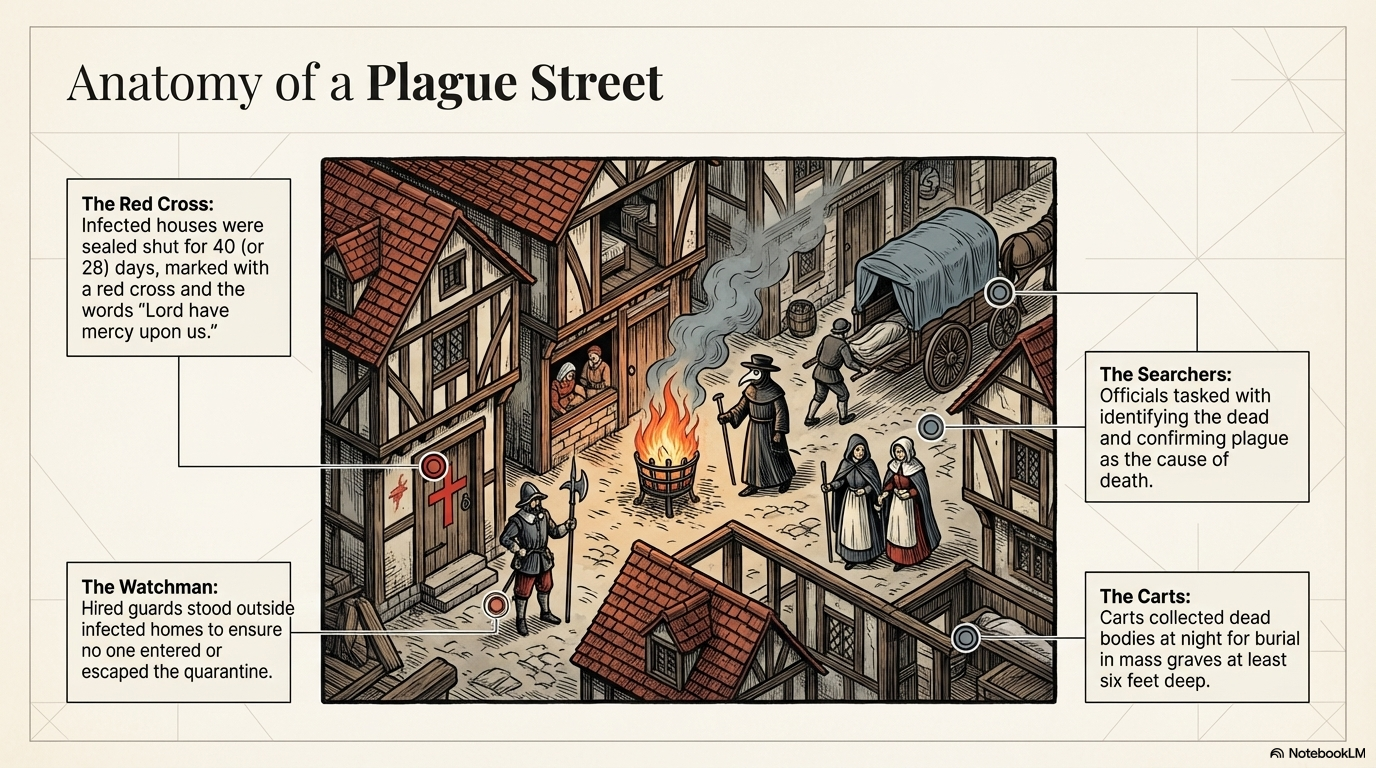 Anatomy of a Plague Street
The Red Cross:
Infected houses were
sealed shut for 40 (or
28) days, marked with
a red cross and the
words “Lord have
mercy upon us.”
The Watchman:
Hired guards stood outside
infected homes to ensure
no one entered or
escaped the quarantine.
The Searchers:
Officials tasked with
identifying the dead
and confirming plague
as the cause of
death.
The Carts:
Carts collected dead
bodies at night for burial
in mass graves at least
six feet deep.
NotebookLM